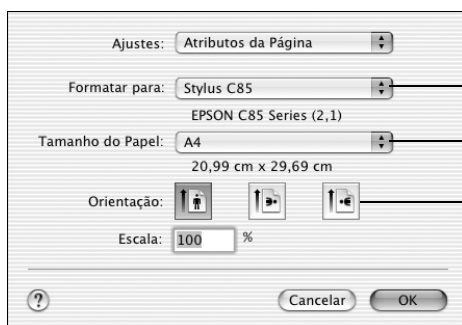 Ajustes: Atributos da Página
Formatar para: Stylus C85
EPSON C85 Series (2,1)
Tamanho do Papel: A4
20,99 cm x 29,69 cm
Orientação:
Escala: 100 %
? Cancelar OK